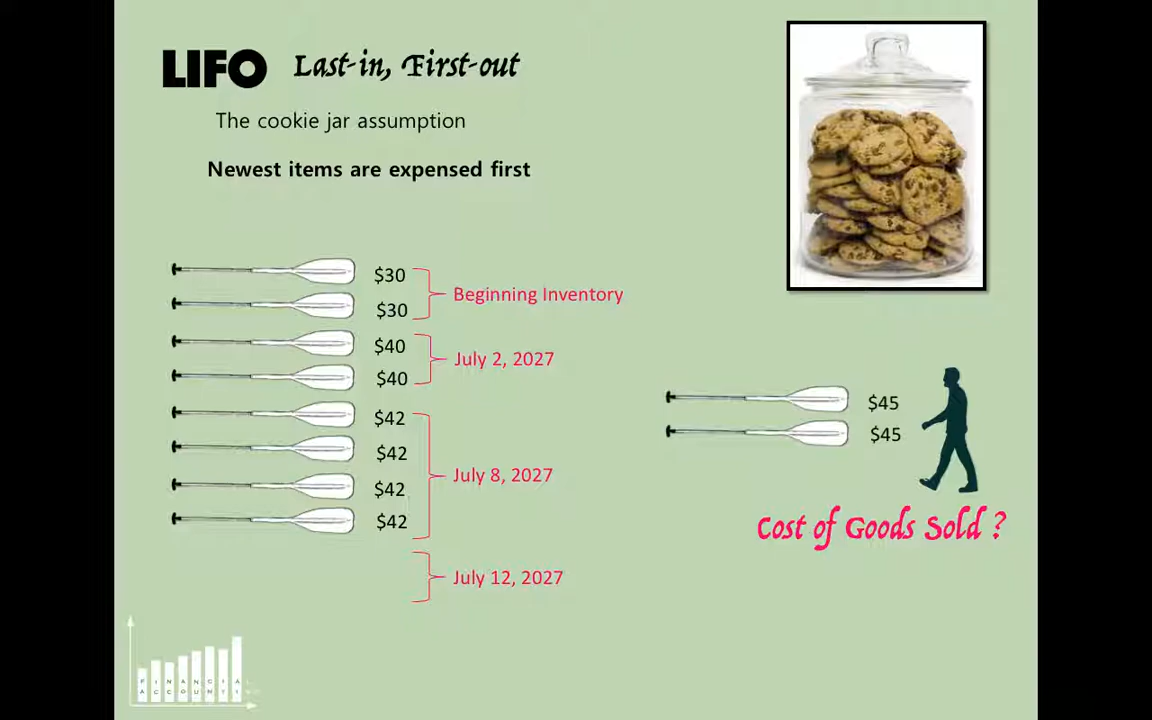 LIFO Last-in, First-out
The cookie jar assumption
Newest items are expensed first
$30
$30
Beginning Inventory
$40
$40
July 2, 2027
$42
$42
$42
$42
July 8, 2027
July 12, 2027
$45
$45
Cost of Goods Sold ?
FINANCIAL
ACCOUNTI